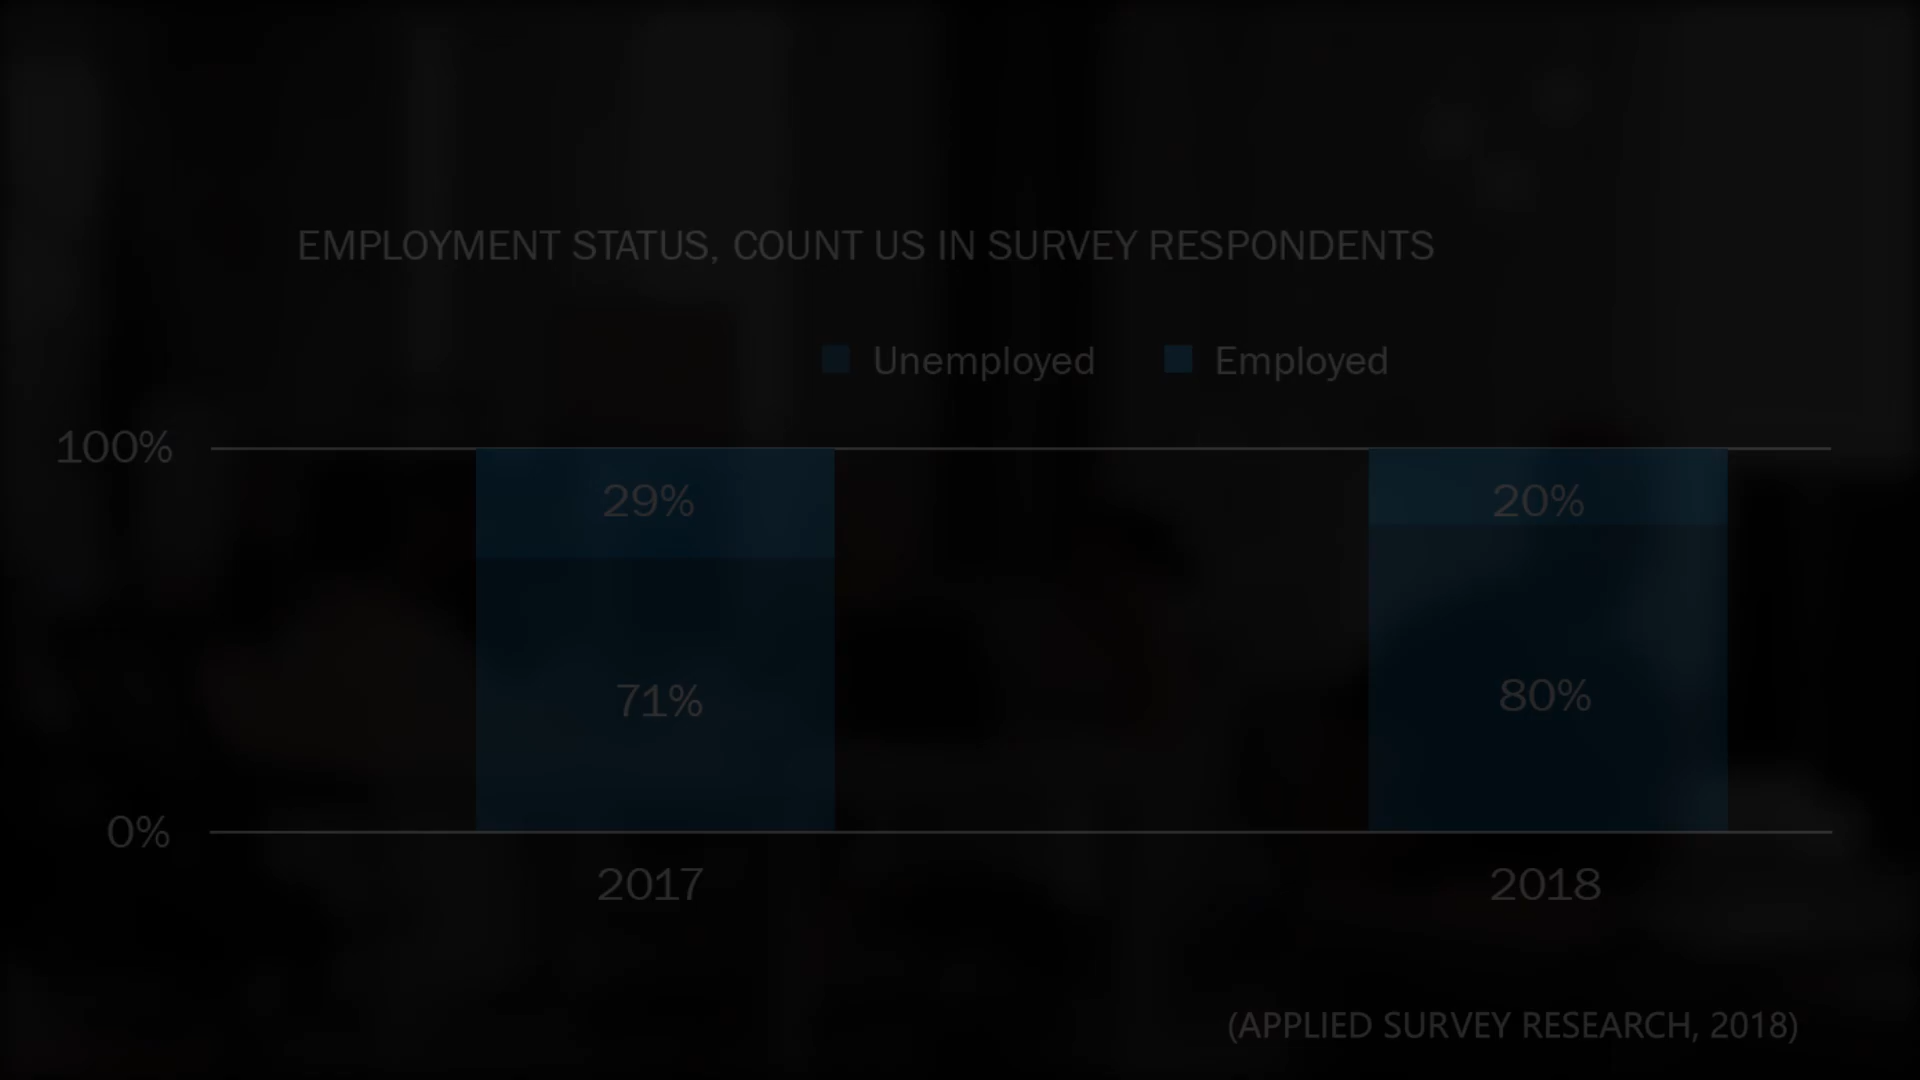 EMPLOYMENT STATUS, COUNT US IN SURVEY RESPONDENTS
Unemployed Employed
100%
29% 20%
71% 80%
0%
2017 2018
(APPLIED SURVEY RESEARCH, 2018)